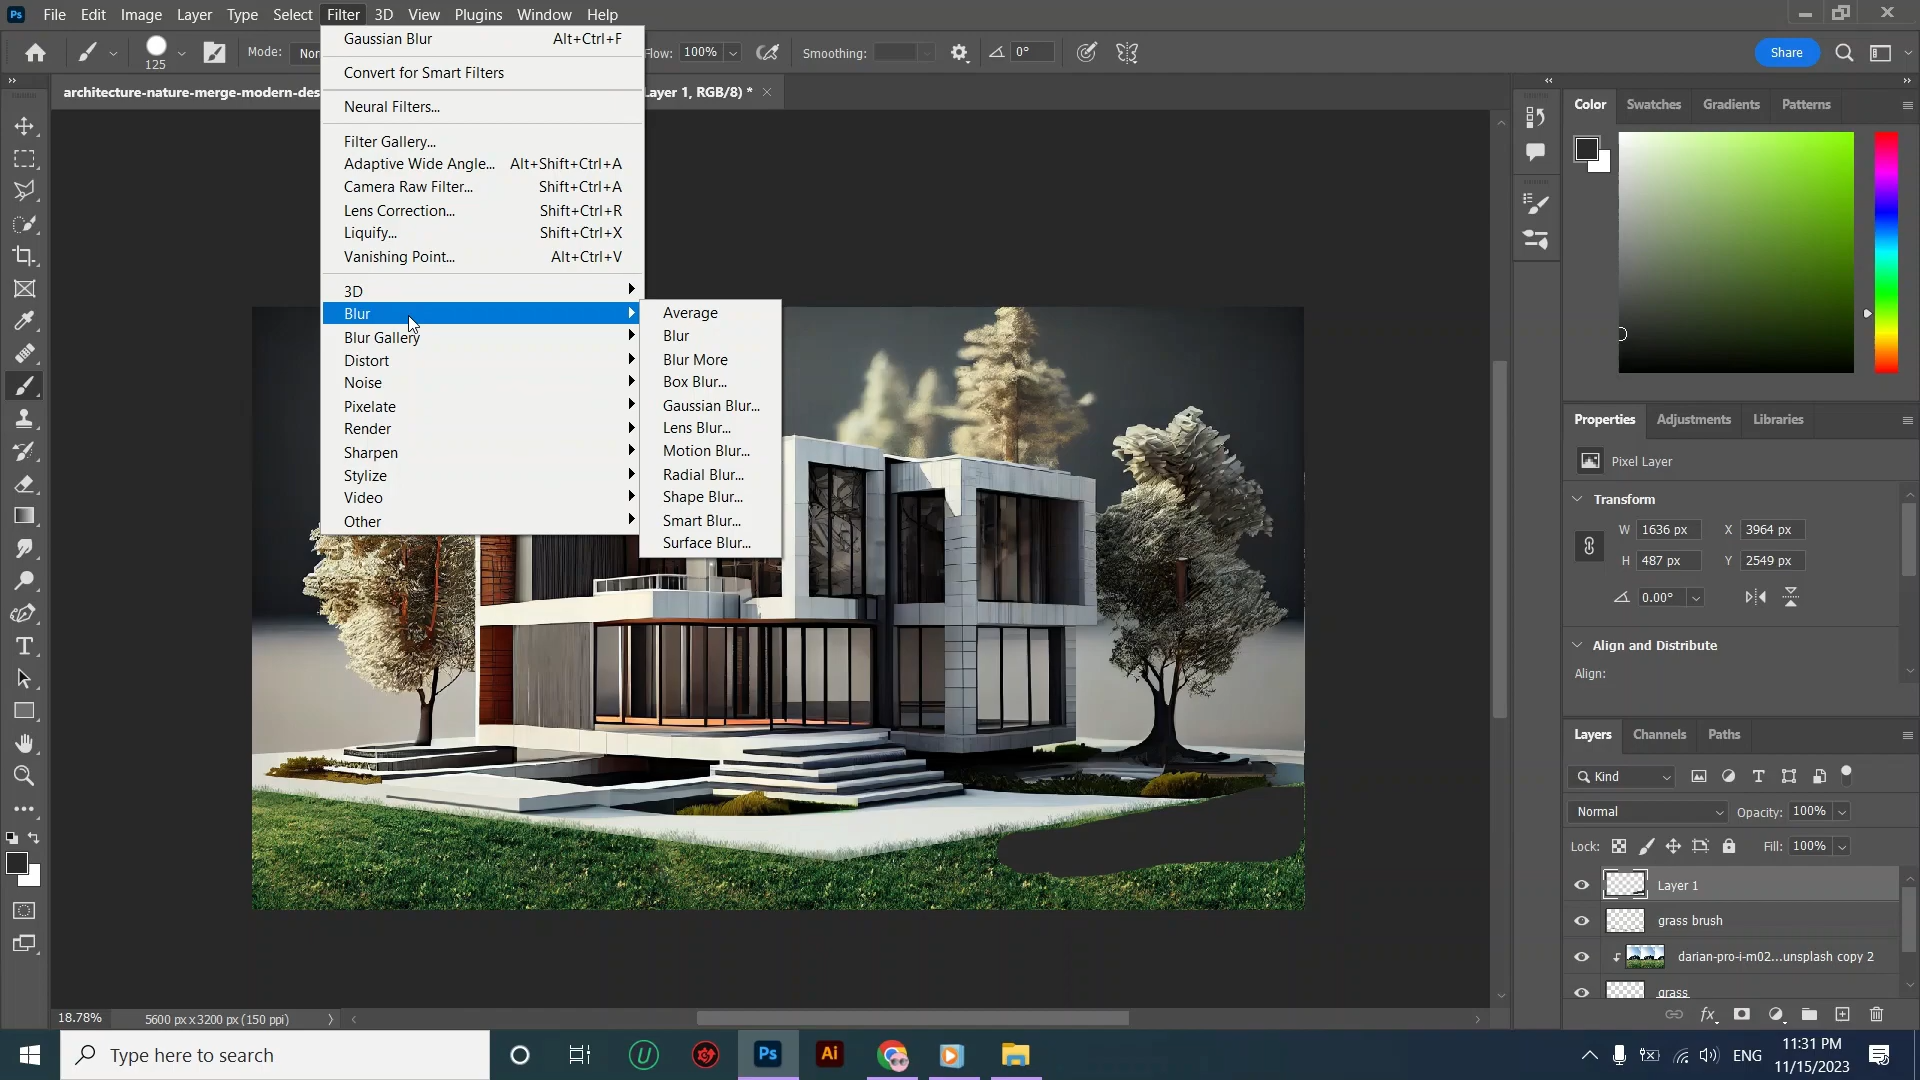 Ps File Edit Image Layer Type Select Filter 3D View Plugins Window Help
125 Mode: Nor Flow: 100% Smoothing: 0° Share
architecture-nature-merge-modern-des Layer 1, RGB/8) *
Gaussian Blur Alt+Ctrl+F
Convert for Smart Filters
Neural Filters...
Filter Gallery...
Adaptive Wide Angle... Alt+Shift+Ctrl+A
Camera Raw Filter... Shift+Ctrl+A
Lens Correction... Shift+Ctrl+R
Liquify... Shift+Ctrl+X
Vanishing Point... Alt+Ctrl+V
3D
Blur
Blur Gallery
Distort
Noise
Pixelate
Render
Sharpen
Stylize
Video
Other
Average
Blur
Blur More
Box Blur...
Gaussian Blur...
Lens Blur...
Motion Blur...
Radial Blur...
Shape Blur...
Smart Blur...
Surface Blur...
Color Swatches Gradients Patterns
Properties Adjustments Libraries
Pixel Layer
Transform
W 1636 px X 3964 px
H 487 px Y 2549 px
0.00°
Align and Distribute
Align:
Layers Channels Paths
Kind
Normal Opacity: 100%
Lock: Fill: 100%
Layer 1
grass brush
darian-pro-i-m02...unsplash copy 2
grass
18.78% 5600 px x 3200 px (150 ppi)
Type here to search
Ps Ai
ENG 11:31 PM
11/15/2023